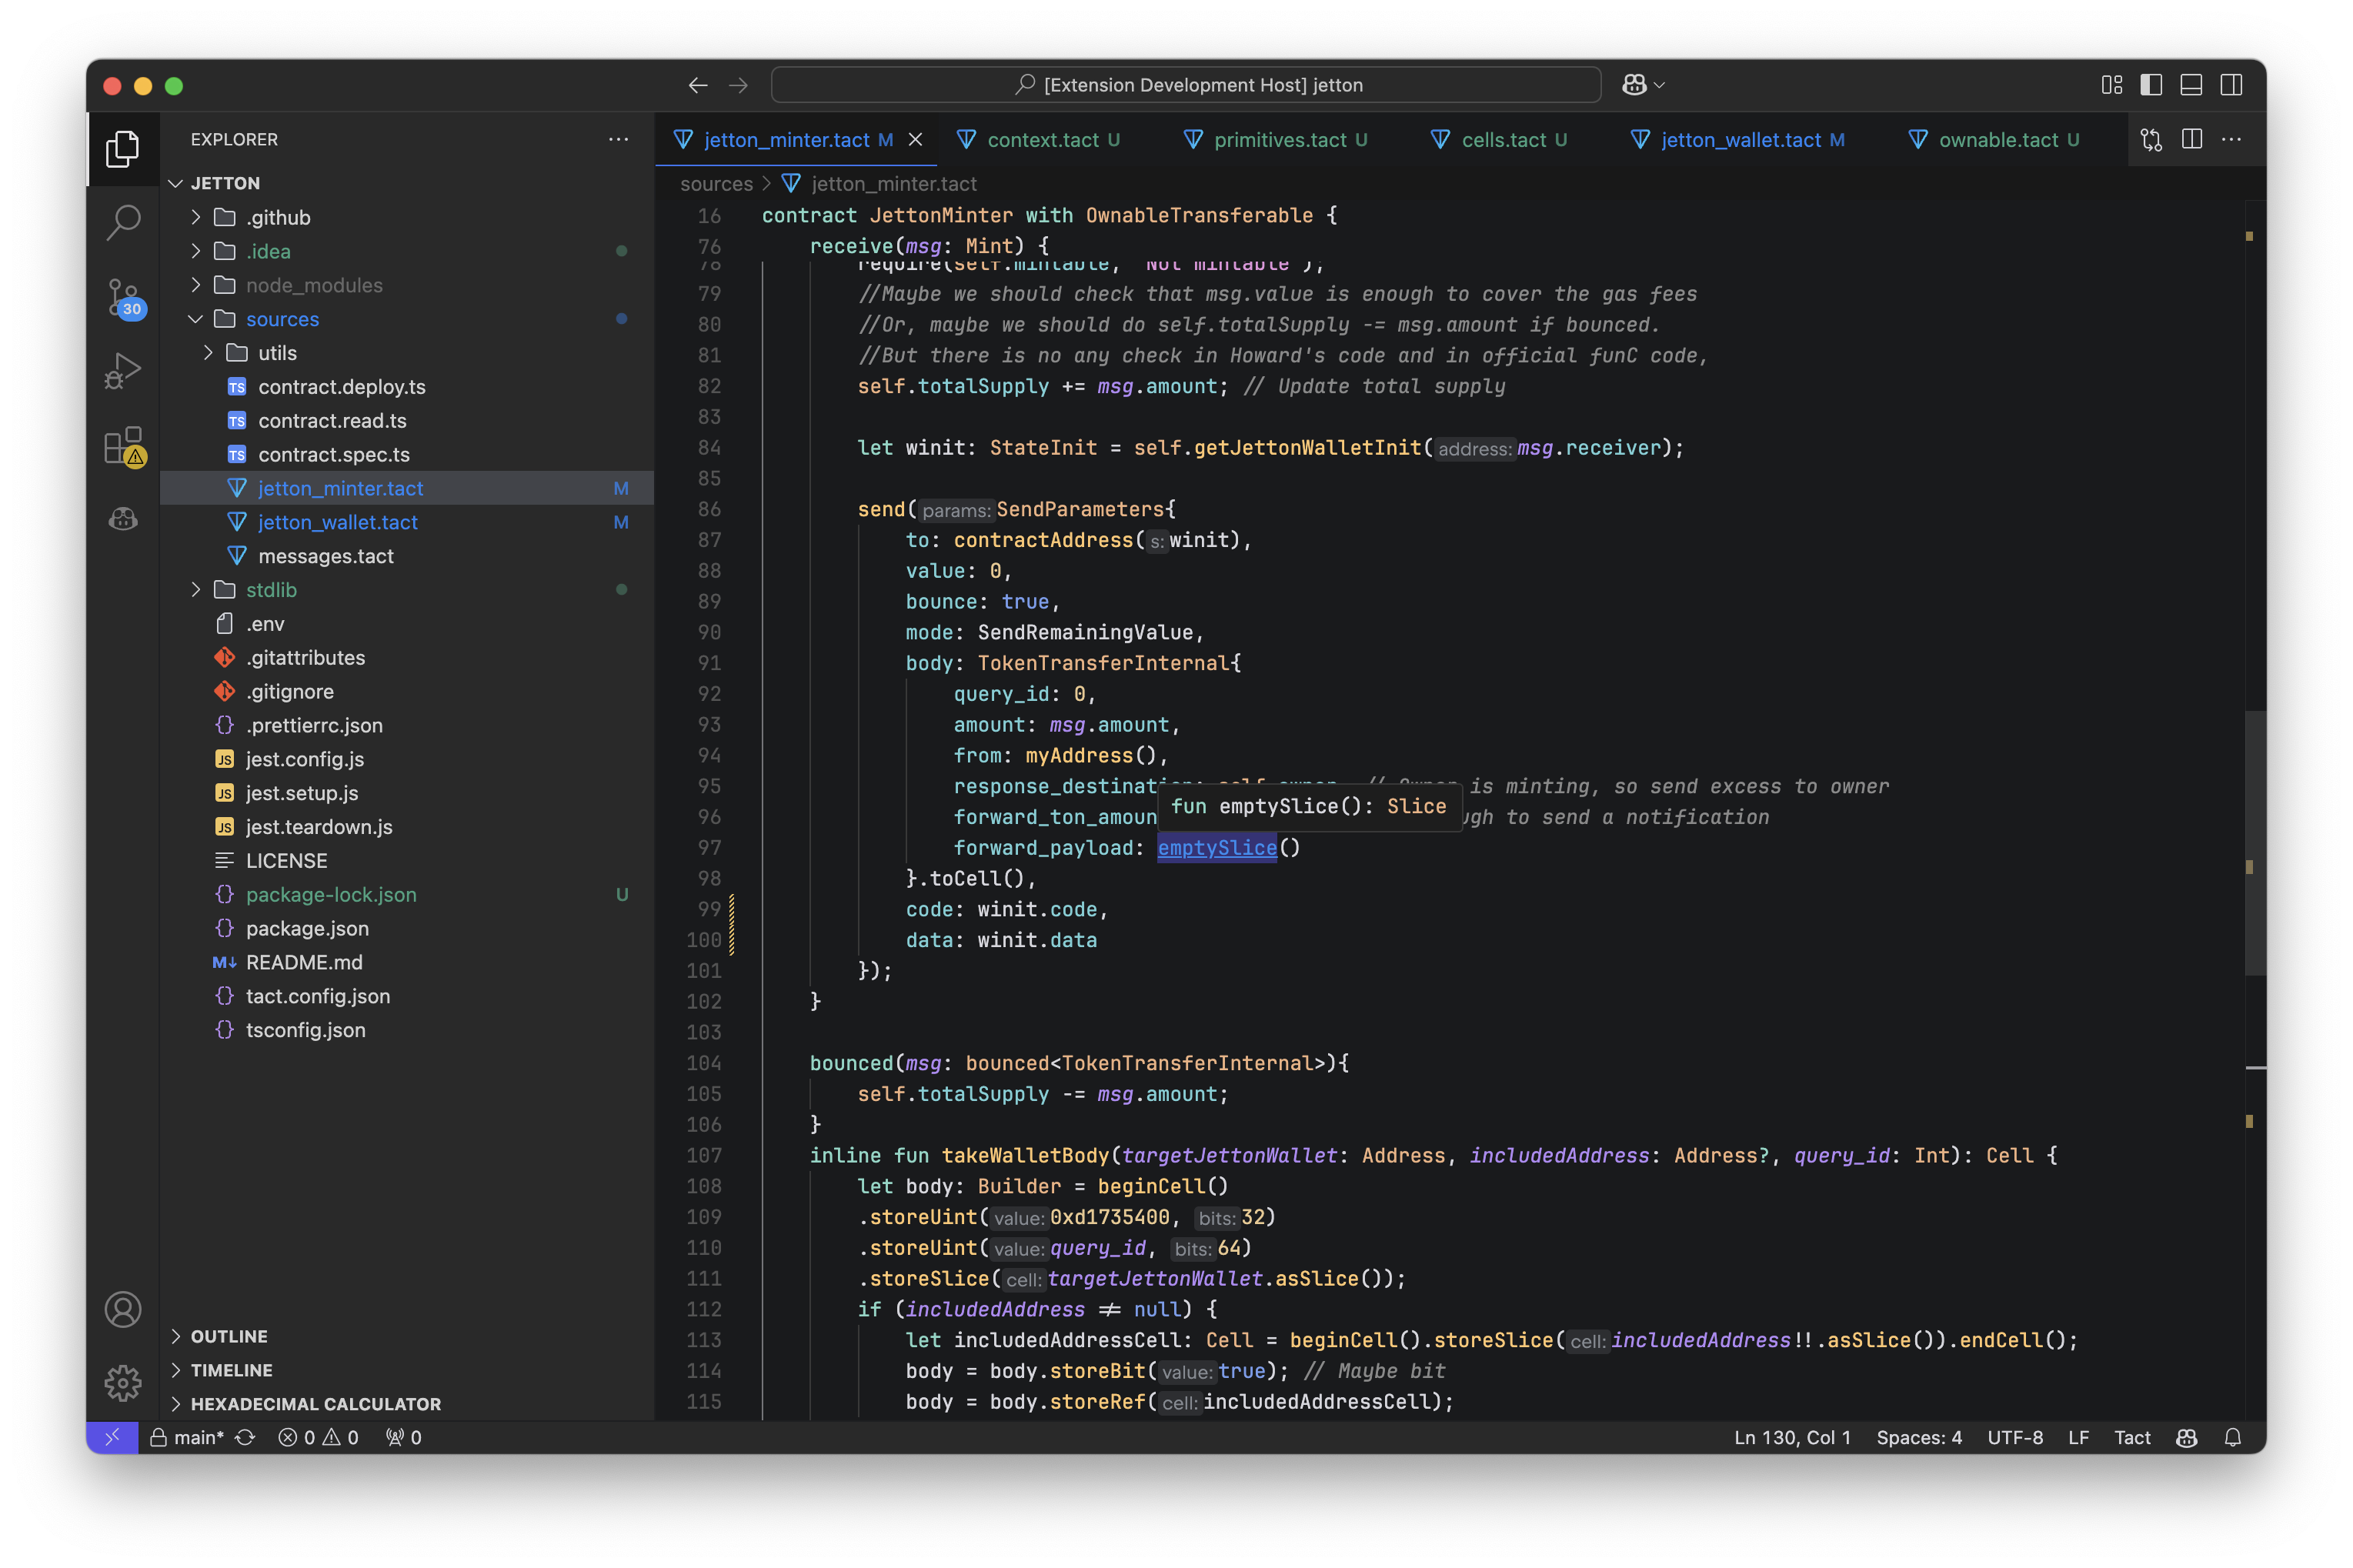 [Extension Development Host] jetton
EXPLORER
JETTON
.github
.idea
node_modules
sources
utils
TS contract.deploy.ts
TS contract.read.ts
TS contract.spec.ts
jetton_minter.tact M
jetton_wallet.tact M
messages.tact
stdlib
.env
.gitattributes
.gitignore
{} .prettierrc.json
JS jest.config.js
JS jest.setup.js
JS jest.teardown.js
LICENSE
{} package-lock.json U
{} package.json
M↓ README.md
{} tact.config.json
{} tsconfig.json
OUTLINE
TIMELINE
HEXADECIMAL CALCULATOR
30
jetton_minter.tact M
context.tact U
primitives.tact U
cells.tact U
jetton_wallet.tact M
ownable.tact U
sources > jetton_minter.tact
16 contract JettonMinter with OwnableTransferable {
76 receive(msg: Mint) {
78 require(self.mintable, "Not mintable");
79 //Maybe we should check that msg.value is enough to cover the gas fees
80 //Or, maybe we should do self.totalSupply -= msg.amount if bounced.
81 //But there is no any check in Howard's code and in official funC code,
82 self.totalSupply += msg.amount; // Update total supply
83
84 let winit: StateInit = self.getJettonWalletInit(address: msg.receiver);
85
86 send(params: SendParameters{
87 to: contractAddress(s: winit),
88 value: 0,
89 bounce: true,
90 mode: SendRemainingValue,
91 body: TokenTransferInternal{
92 query_id: 0,
93 amount: msg.amount,
94 from: myAddress(),
95 response_destination: self.owner, // Owner is minting, so send excess to owner
fun emptySlice(): Slice
96 forward_ton_amoun ugh to send a notification
97 forward_payload: emptySlice()
98 }.toCell(),
99 code: winit.code,
100 data: winit.data
101 });
102 }
103
104 bounced(msg: bounced<TokenTransferInternal>){
105 self.totalSupply -= msg.amount;
106 }
107 inline fun takeWalletBody(targetJettonWallet: Address, includedAddress: Address?, query_id: Int): Cell {
108 let body: Builder = beginCell()
109 .storeUint(value: 0xd1735400, bits: 32)
110 .storeUint(value: query_id, bits: 64)
111 .storeSlice(cell: targetJettonWallet.asSlice());
112 if (includedAddress != null) {
113 let includedAddressCell: Cell = beginCell().storeSlice(cell: includedAddress!!.asSlice()).endCell();
114 body = body.storeBit(value: true); // Maybe bit
115 body = body.storeRef(cell: includedAddressCell);
main* 0 0 0
Ln 130, Col 1 Spaces: 4 UTF-8 LF Tact